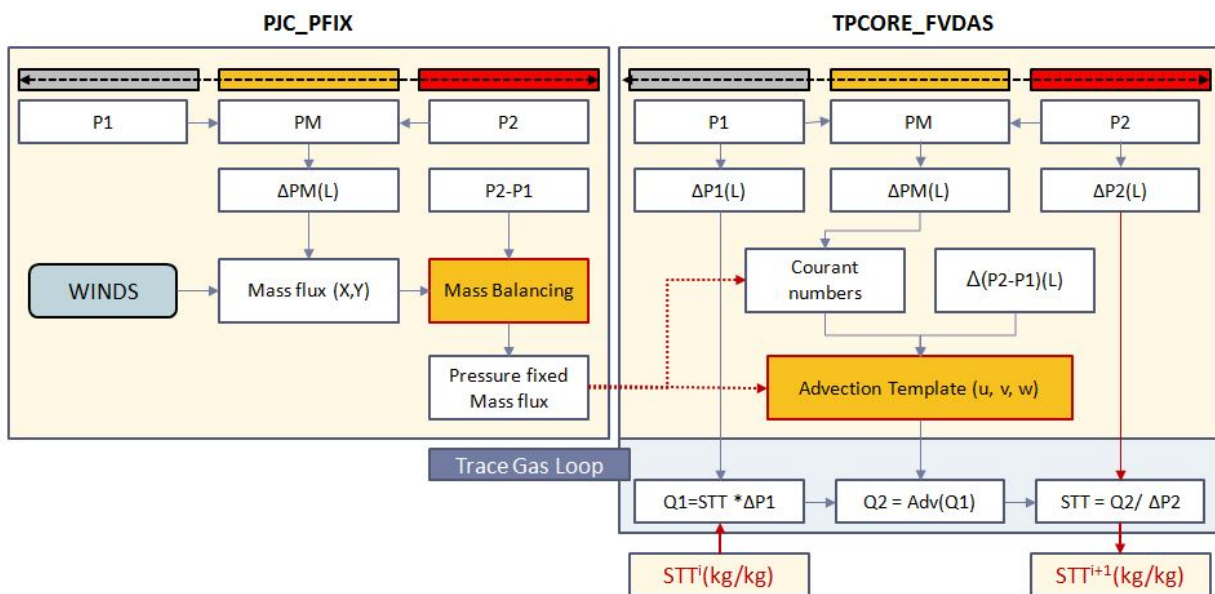 PJC_PFIX
TPCORE_FVDAS
P1
PM
P2
ΔPM(L)
P2-P1
WINDS
Mass flux (X,Y)
Mass Balancing
Pressure fixed
Mass flux
P1
PM
P2
ΔP1(L)
ΔPM(L)
ΔP2(L)
Courant
numbers
Δ(P2-P1)(L)
Advection Template (u, v, w)
Trace Gas Loop
Q1=STT *ΔP1
Q2 = Adv(Q1)
STT = Q2/ ΔP2
STTⁱ(kg/kg)
STTⁱ⁺¹(kg/kg)